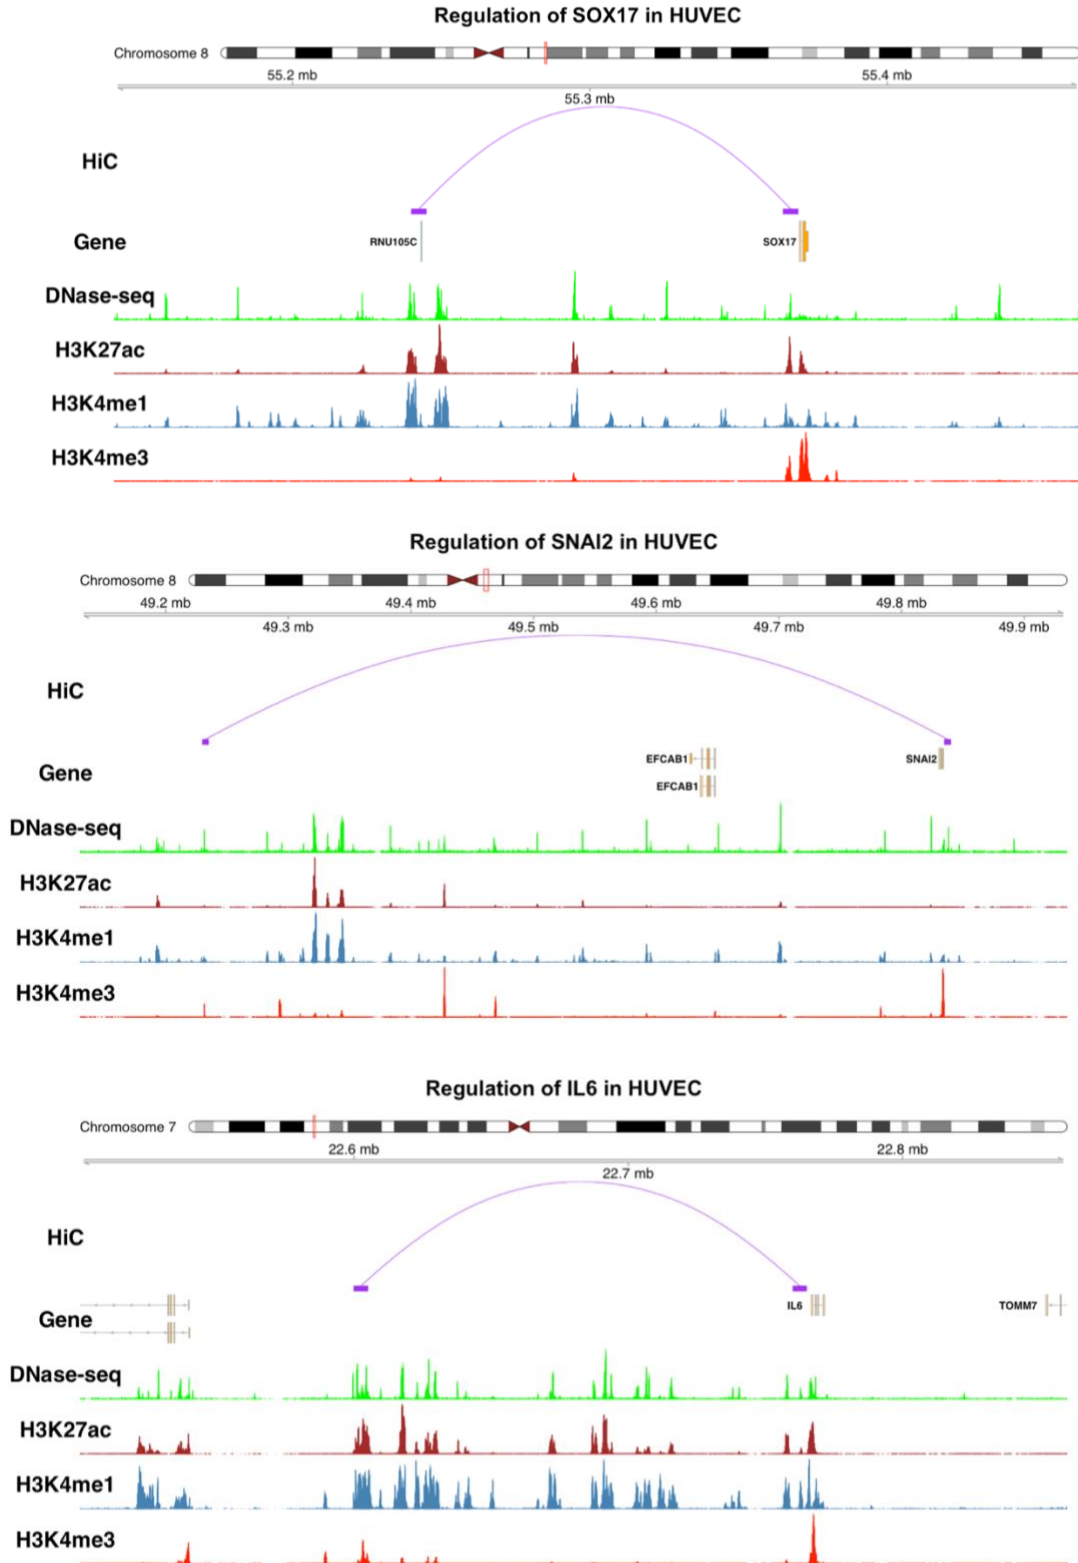 Regulation of SOX17 in HUVEC
Chromosome 8
55.2 mb
55.4 mb
55.3 mb
HiC
Gene
RNU105C
SOX17
DNase-seq
H3K27ac
H3K4me1
H3K4me3
Regulation of SNAI2 in HUVEC
Chromosome 8
49.2 mb
49.4 mb
49.6 mb
49.8 mb
49.3 mb
49.5 mb
49.7 mb
49.9 mb
HiC
EFCAB1
SNAI2
Gene
EFCAB1
DNase-seq
H3K27ac
H3K4me1
H3K4me3
Regulation of IL6 in HUVEC
Chromosome 7
22.6 mb
22.8 mb
22.7 mb
HiC
IL6
TOMM7
Gene
DNase-seq
H3K27ac
H3K4me1
H3K4me3